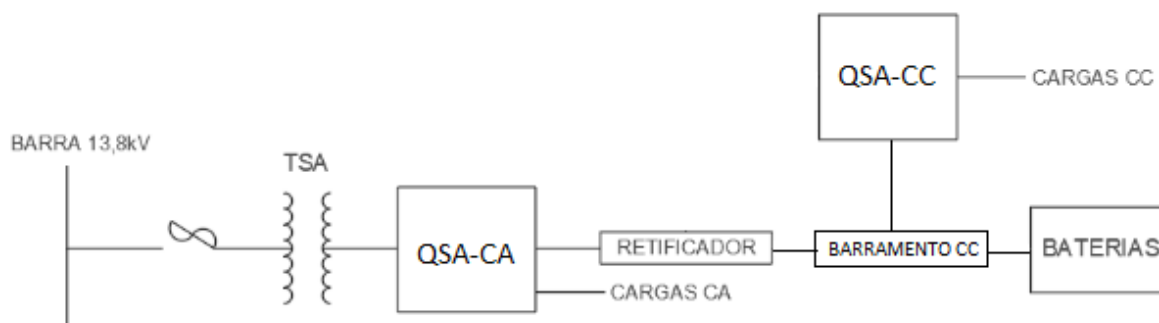 QSA-CC
CARGAS CC
BARRA 13,8kV
TSA
QSA-CA
RETIFICADOR
BARRAMENTO CC
BATERIAS
CARGAS CA